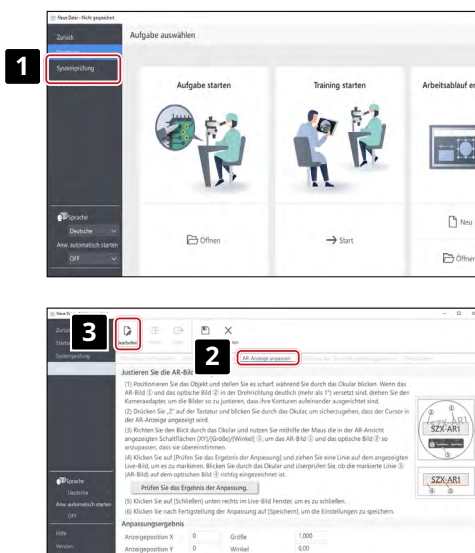 Neue Datei - Nicht gespeichert
Zurück
Aufgabe auswählen
1
Systemprüfung
Aufgabe starten
Training starten
Arbeitsablauf er
Sprache
Deutsche
Anw. automatisch starten
OFF
Öffnen
Start
Neu
Öffnen
3
2
Zurück
Systemprüfung
Bearbeiten
AR-Anzeige anpassen
Justieren Sie die AR-Bild
(1) Positionieren Sie das Objekt und stellen Sie es scharf, während Sie durch das Okular blicken. Wenn das
AR-Bild ① und das optische Bild ② in der Drehrichtung deutlich (mehr als 1°) versetzt sind, drehen Sie den
Kameraadapter, um die Bilder so zu justieren, dass ihre Konturen aufeinander ausgerichtet sind.
(2) Drücken Sie „2" auf der Tastatur und blicken Sie durch das Okular, um sicherzugehen, dass der Cursor in
der AR-Anzeige angezeigt wird.
(3) Richten Sie den Blick durch das Okular und nutzen Sie mithilfe der Maus die in der AR-Ansicht
angezeigten Schaltflächen [XY]/[Größe]/[Winkel] ③, um das AR-Bild ① und das optische Bild ② so
anzupassen, dass sie übereinstimmen.
(4) Klicken Sie auf [Prüfen Sie das Ergebnis der Anpassung] und ziehen Sie eine Linie auf dem angezeigten
Live-Bild, um es zu markieren. Blicken Sie durch das Okular und überprüfen Sie, ob die markierte Linie ⑤
(AR-Bild) auf dem optischen Bild ④ richtig eingezeichnet ist.
Prüfen Sie das Ergebnis der Anpassung.
(5) Klicken Sie auf [Schließen] unten rechts im Live-Bild Fenster, um es zu schließen.
(6) Klicken Sie nach Fertigstellung der Anpassung auf [Speichern], um die Einstellungen zu speichern.
Anpassungsergebnis
Anzeigeposition X 0 Größe 1,000
Anzeigeposition Y 0 Winkel 0,00
② ①
SZX-AR1
③
SZX-AR1
④ ⑤
Sprache
Deutsche
Anw. automatisch starten
OFF
Hilfe
Version